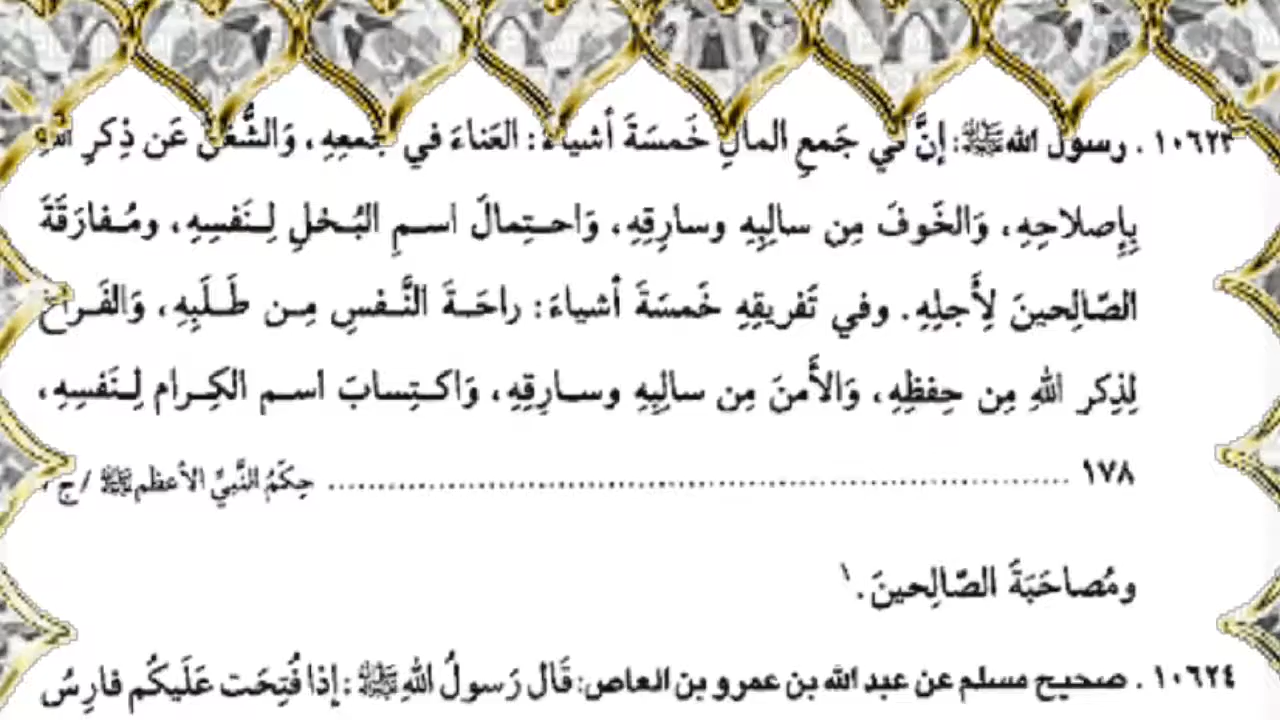 ١٠٦٢٣ . رسول الله ﷺ: إنَّ في جَمعِ المالِ خَمسَةَ أشياءَ: العَناءَ في جَمعِهِ، وَالشُّغلَ عَن ذِكرِ اللهِ
بِإِصلاحِهِ، وَالخَوفَ مِن سالِبِهِ وسارِقِهِ، وَاحتِمالَ اسمِ البُخلِ لِنَفسِهِ، ومُفارَقَةَ
الصّالِحينَ لِأَجلِهِ. وفي تَفريقِهِ خَمسَةَ أشياءَ: راحَةَ النَّفسِ مِن طَلَبِهِ، وَالفَراغَ
لِذِكرِ اللهِ مِن حِفظِهِ، وَالأَمنَ مِن سالِبِهِ وسارِقِهِ، وَاكتِسابَ اسمِ الكِرام لِنَفسِهِ،
١٧٨ ........................................ حِكَمُ النَّبيِّ الأعظم ﷺ / ج
ومُصاحَبَةَ الصّالِحينَ.١
١٠٦٢٤ . صحيح مسلم عن عبد الله بن عمرو بن العاص: قَالَ رَسولُ اللهِ ﷺ: إذا فُتِحَت عَلَيكُم فارِسُ